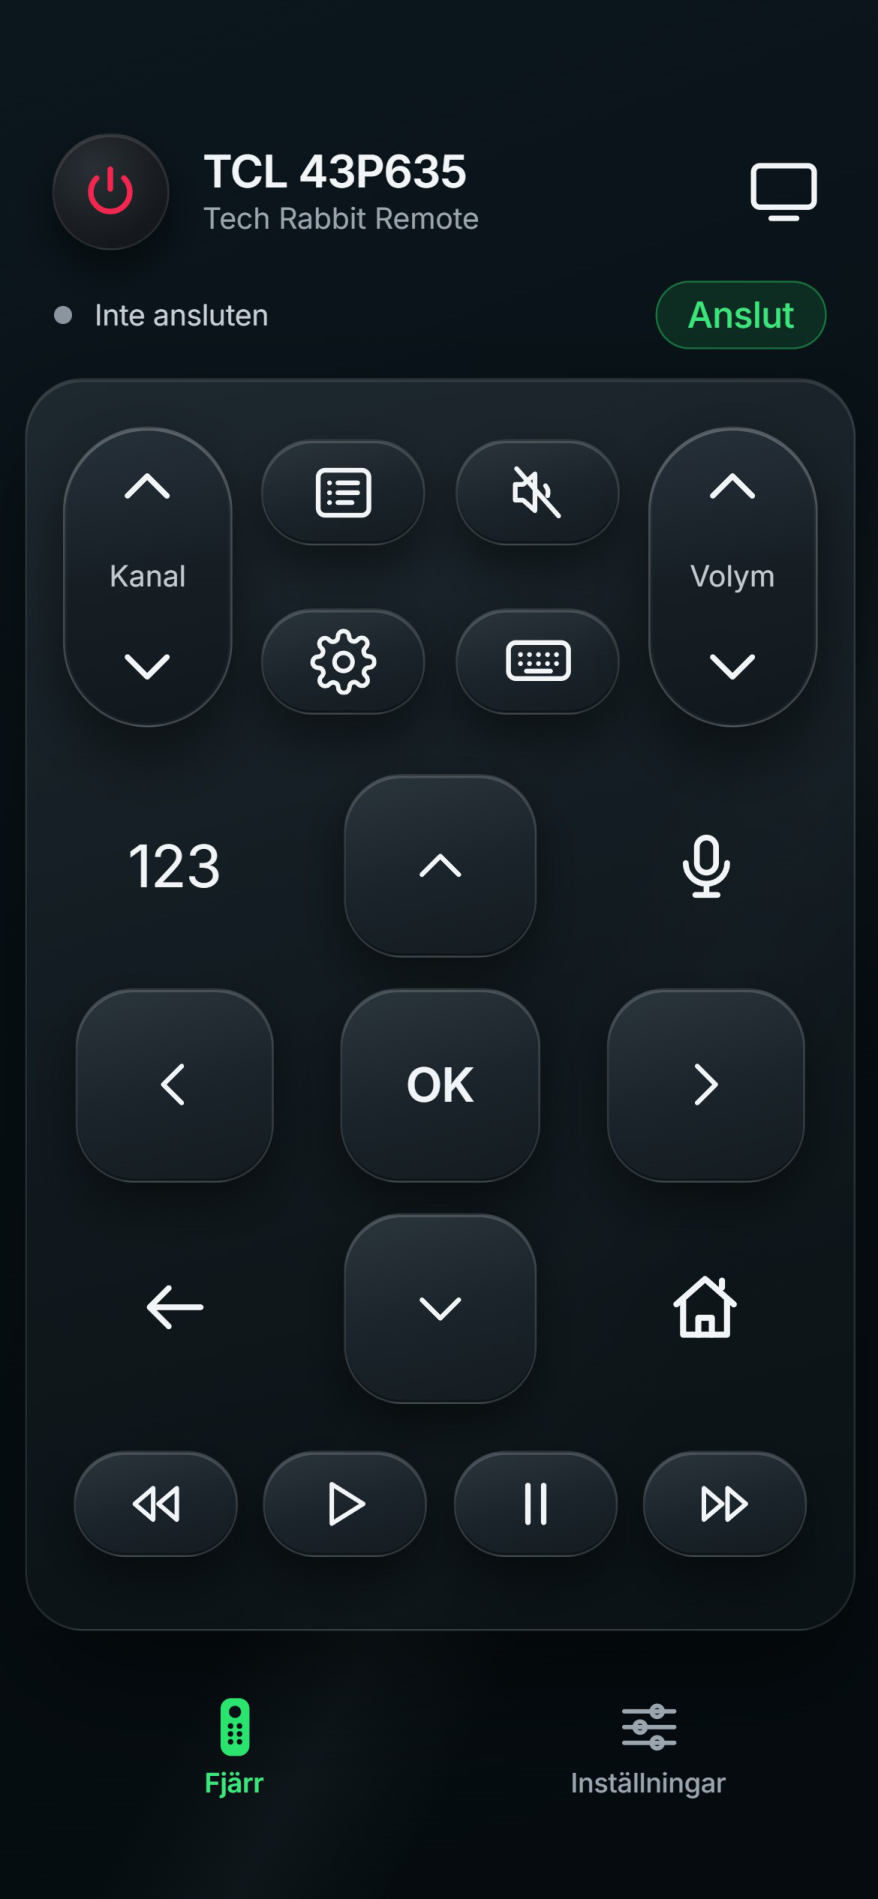 TCL 43P635
Tech Rabbit Remote
Inte ansluten
Anslut
Kanal
Volym
123
OK
Fjärr
Inställningar